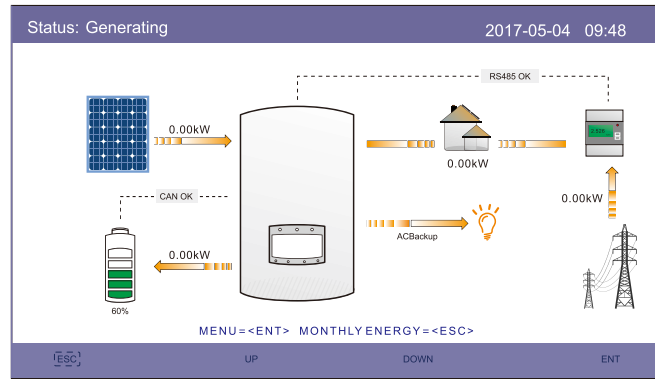 Status: Generating
2017-05-04 09:48
RS485 OK
0.00kW
0.00kW
0.00kW
CAN OK
0.00kW
ACBackup
60%
MENU=<ENT> MONTHLY ENERGY=<ESC>
ESC UP DOWN ENT